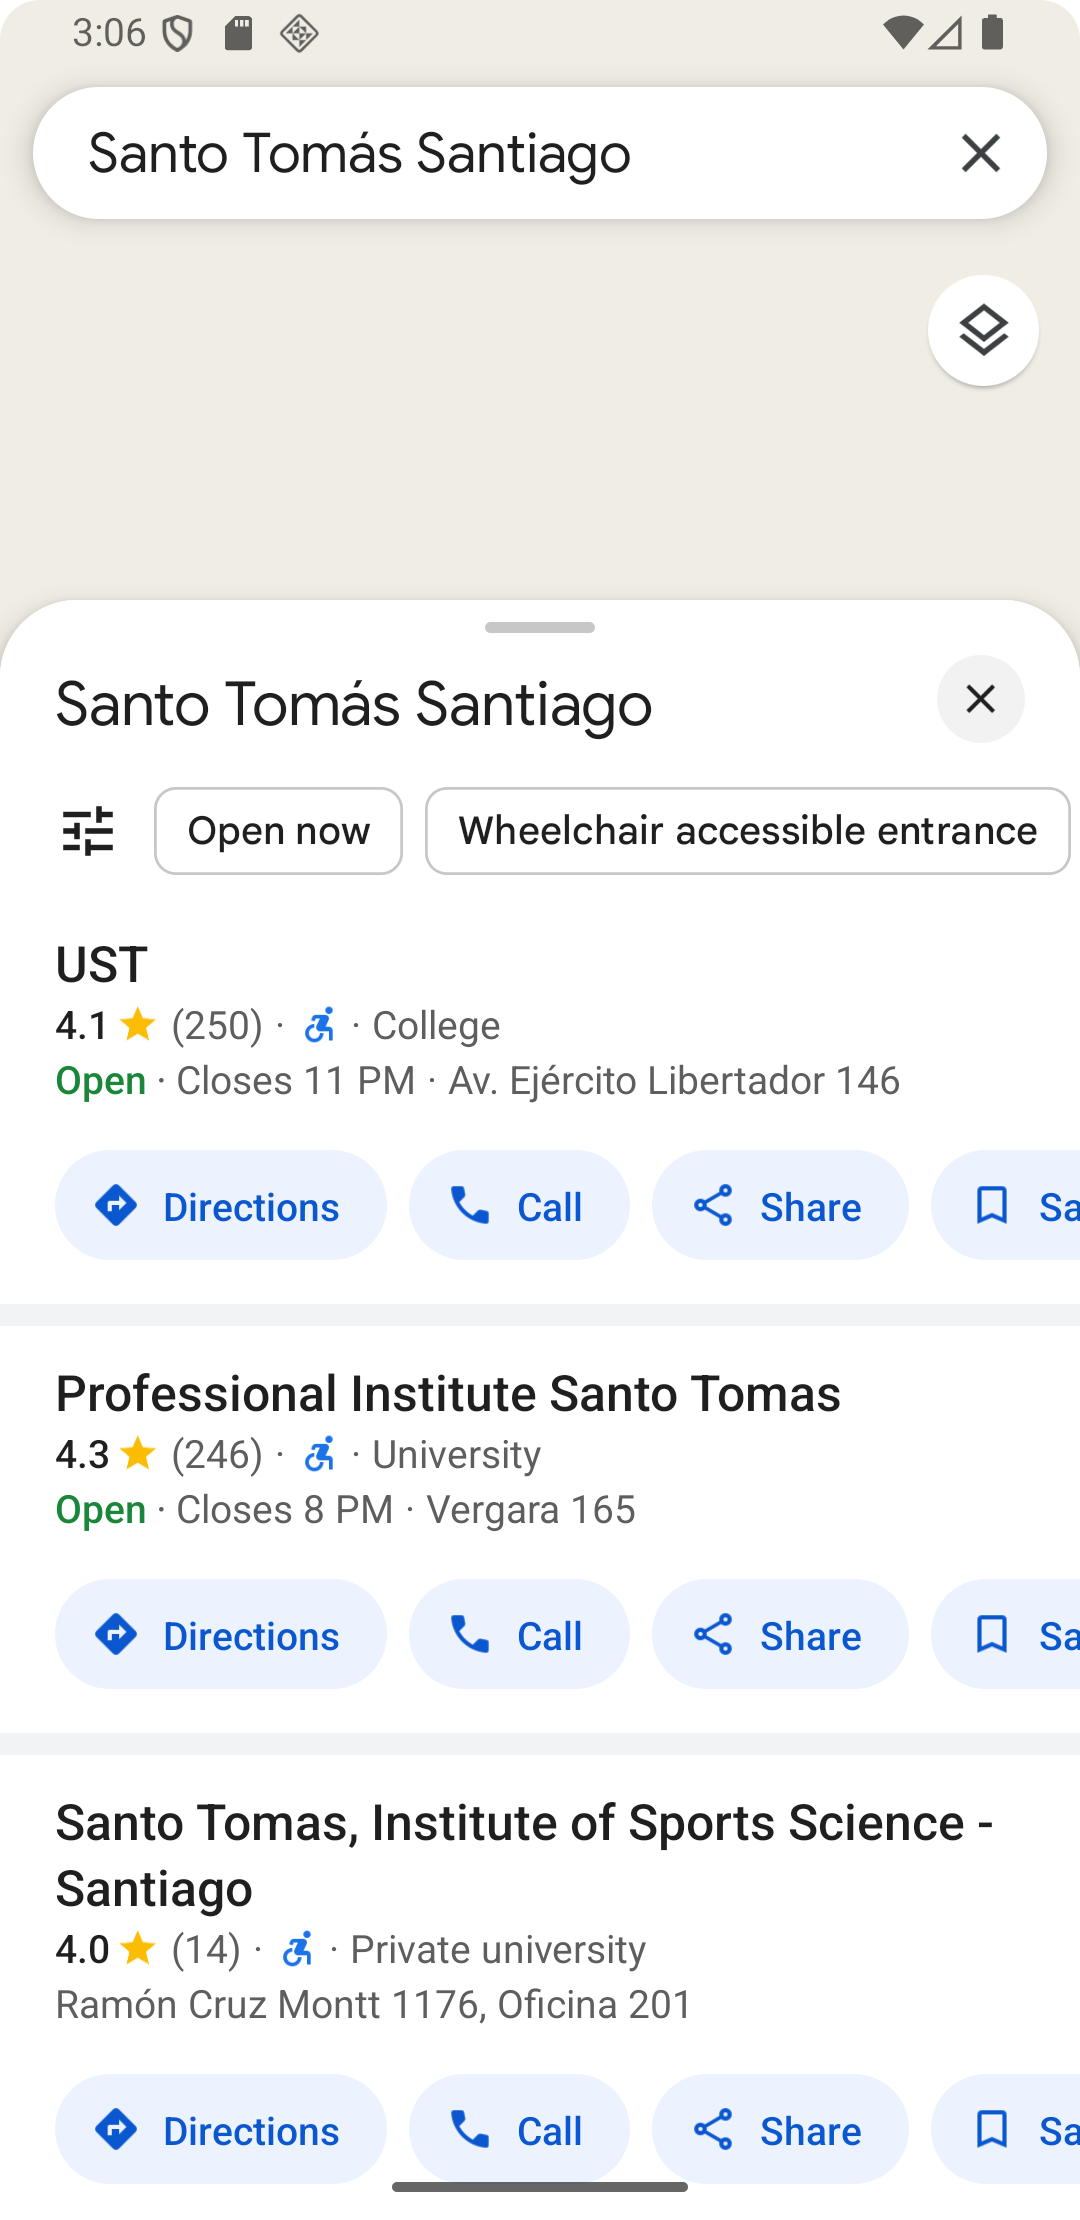 3:06
Santo Tomás Santiago
Santo Tomás Santiago
Open now
Wheelchair accessible entrance
UST
4.1 (250) · · College
Open · Closes 11 PM · Av. Ejército Libertador 146
Directions
Call
Share
Sa
Professional Institute Santo Tomas
4.3 (246) · · University
Open · Closes 8 PM · Vergara 165
Directions
Call
Share
Sa
Santo Tomas, Institute of Sports Science -
Santiago
4.0 (14) · · Private university
Ramón Cruz Montt 1176, Oficina 201
Directions
Call
Share
Sa